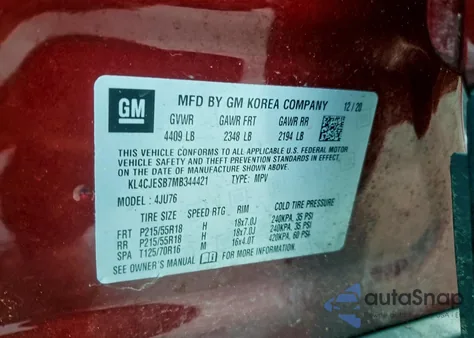 GM
MFD BY GM KOREA COMPANY 12/20
GVWR GAWR FRT GAWR RR
4409 LB 2348 LB 2194 LB
THIS VEHICLE CONFORMS TO ALL APPLICABLE U.S. FEDERAL MOTOR
VEHICLE SAFETY AND THEFT PREVENTION STANDARDS IN EFFECT
ON THE DATE OF MANUFACTURE SHOWN ABOVE.
KL4CJESB7MB344421 TYPE: MPV
MODEL: 4JU76
TIRE SIZE SPEED RTG RIM COLD TIRE PRESSURE
FRT P215/55R18 H 18x7.0J 240KPA, 35 PSI
RR P215/55R18 H 18x7.0J 240KPA, 35 PSI
SPA T125/70R16 M 16x4.0T 420KPA, 60 PSI
SEE OWNER'S MANUAL FOR MORE INFORMATION
autoSnap